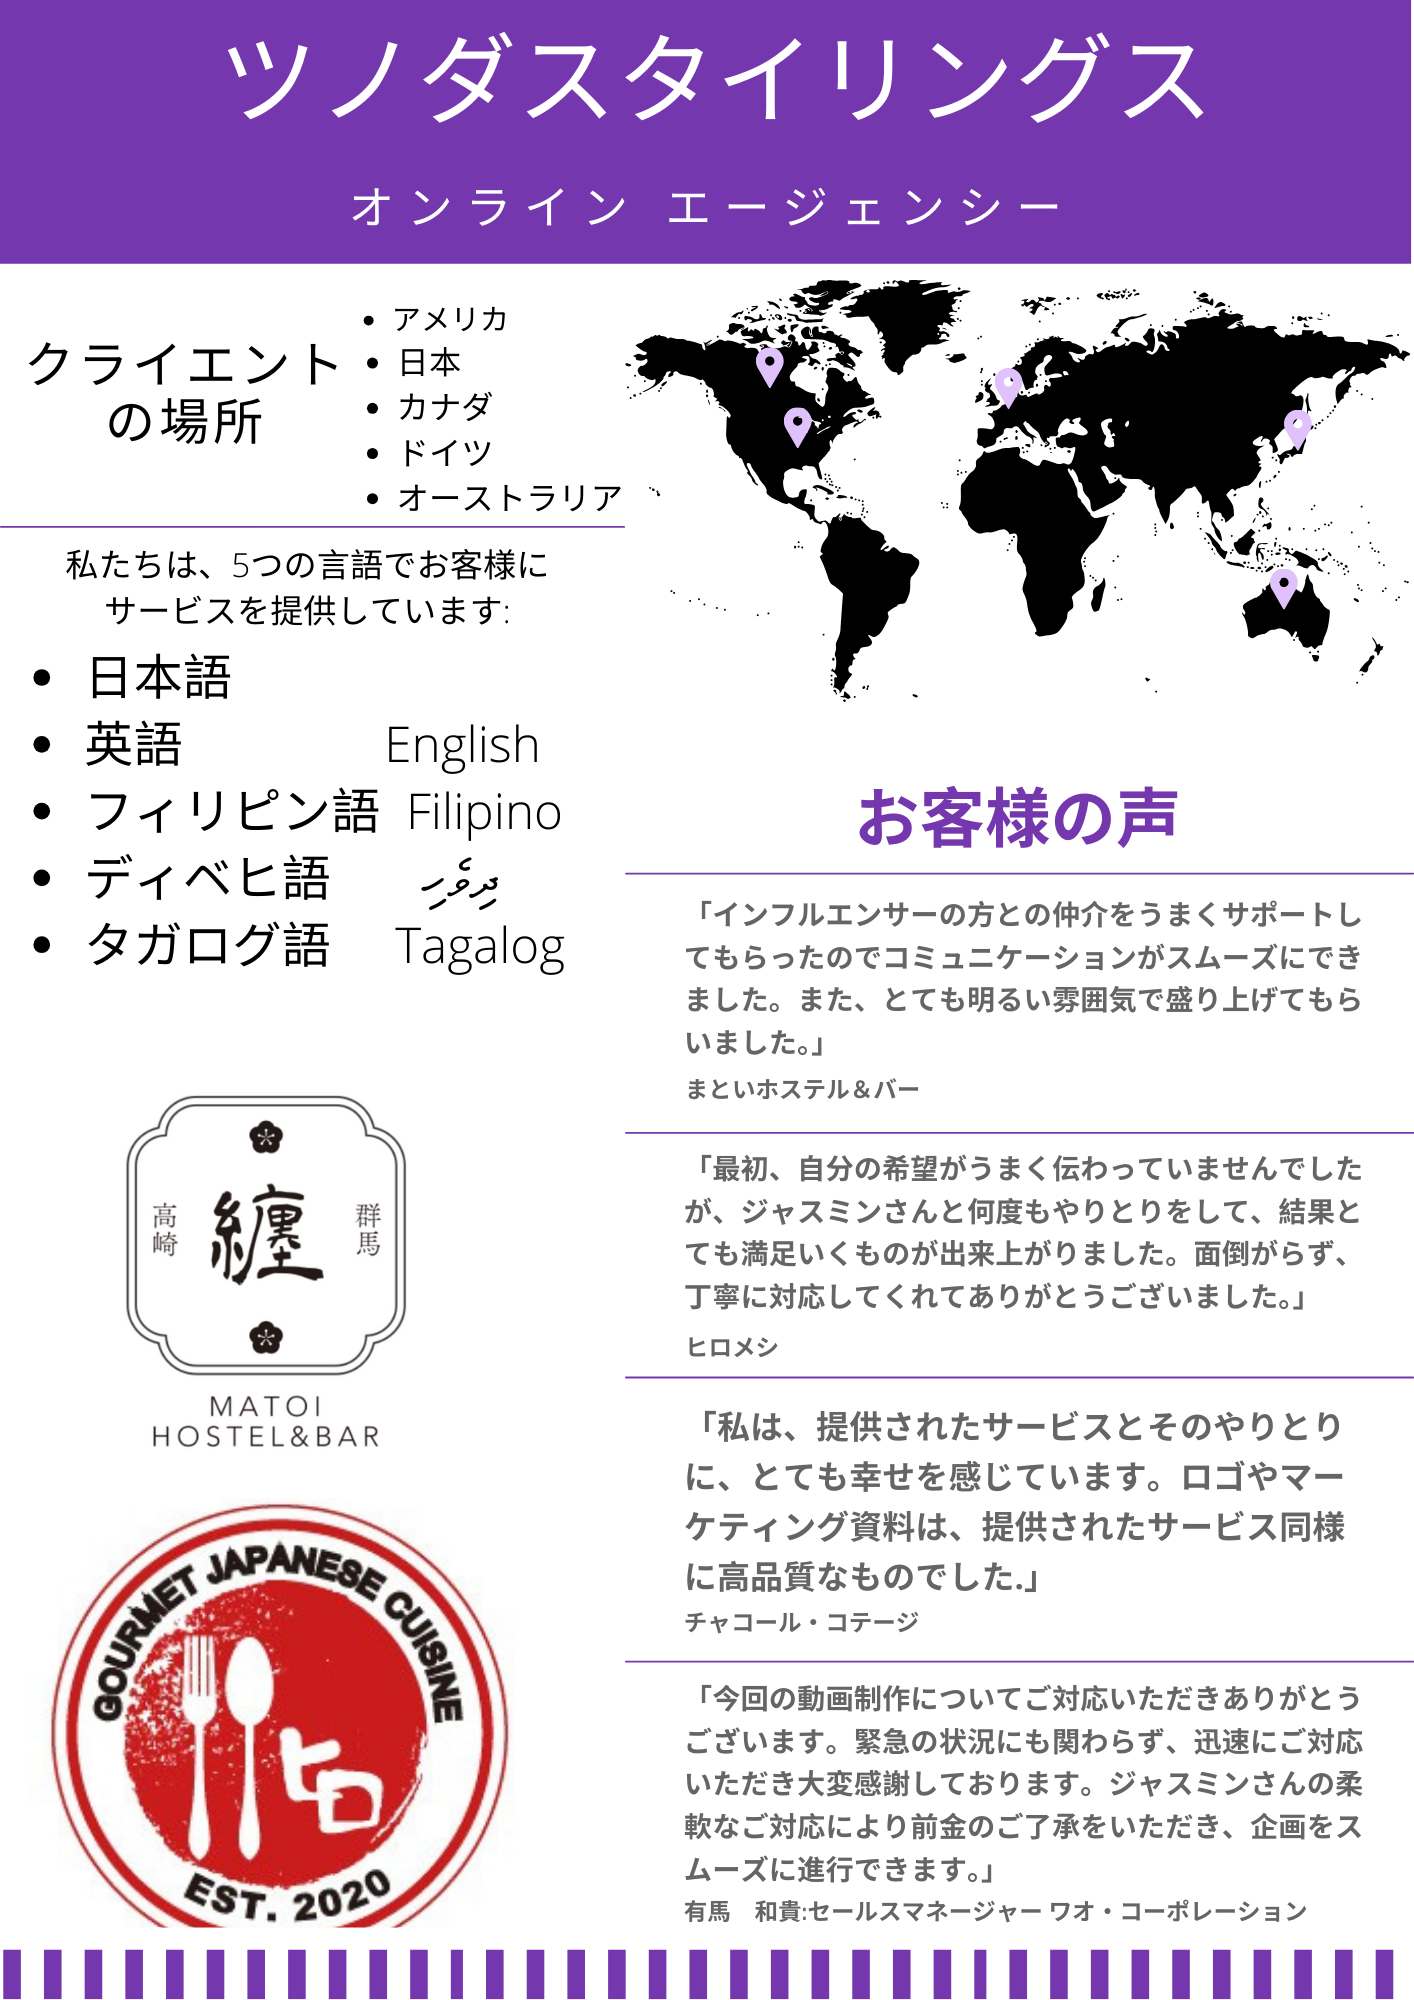 ツノダスタイリングス
オンライン エージェンシー
クライエント
の場所
• アメリカ
• 日本
• カナダ
• ドイツ
• オーストラリア
私たちは、5つの言語でお客様に
サービスを提供しています:
• 日本語
• 英語 English
• フィリピン語 Filipino
• ディベヒ語 ދިވެހި
• タガログ語 Tagalog
高崎
纏
群馬
MATOI
HOSTEL&BAR
GOURMET JAPANESE CUISINE
ヒロ
EST. 2020
お客様の声
「インフルエンサーの方との仲介をうまくサポートし
てもらったのでコミュニケーションがスムーズにでき
ました。また、とても明るい雰囲気で盛り上げてもら
いました。」
まといホステル＆バー
「最初、自分の希望がうまく伝わっていませんでした
が、ジャスミンさんと何度もやりとりをして、結果と
ても満足いくものが出来上がりました。面倒がらず、
丁寧に対応してくれてありがとうございました。」
ヒロメシ
「私は、提供されたサービスとそのやりとり
に、とても幸せを感じています。ロゴやマー
ケティング資料は、提供されたサービス同様
に高品質なものでした.」
チャコール・コテージ
「今回の動画制作についてご対応いただきありがとう
ございます。緊急の状況にも関わらず、迅速にご対応
いただき大変感謝しております。ジャスミンさんの柔
軟なご対応により前金のご了承をいただき、企画をス
ムーズに進行できます。」
有馬　和貴:セールスマネージャー ワオ・コーポレーション